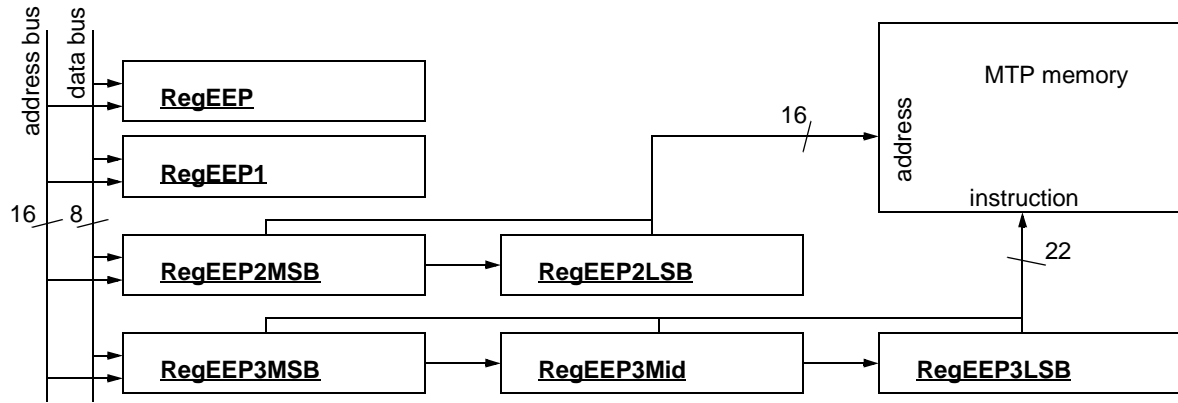 address bus
data bus
RegEEP
MTP memory
16
address
RegEEP1
instruction
16
8
RegEEP2MSB
RegEEP2LSB
22
RegEEP3MSB
RegEEP3Mid
RegEEP3LSB